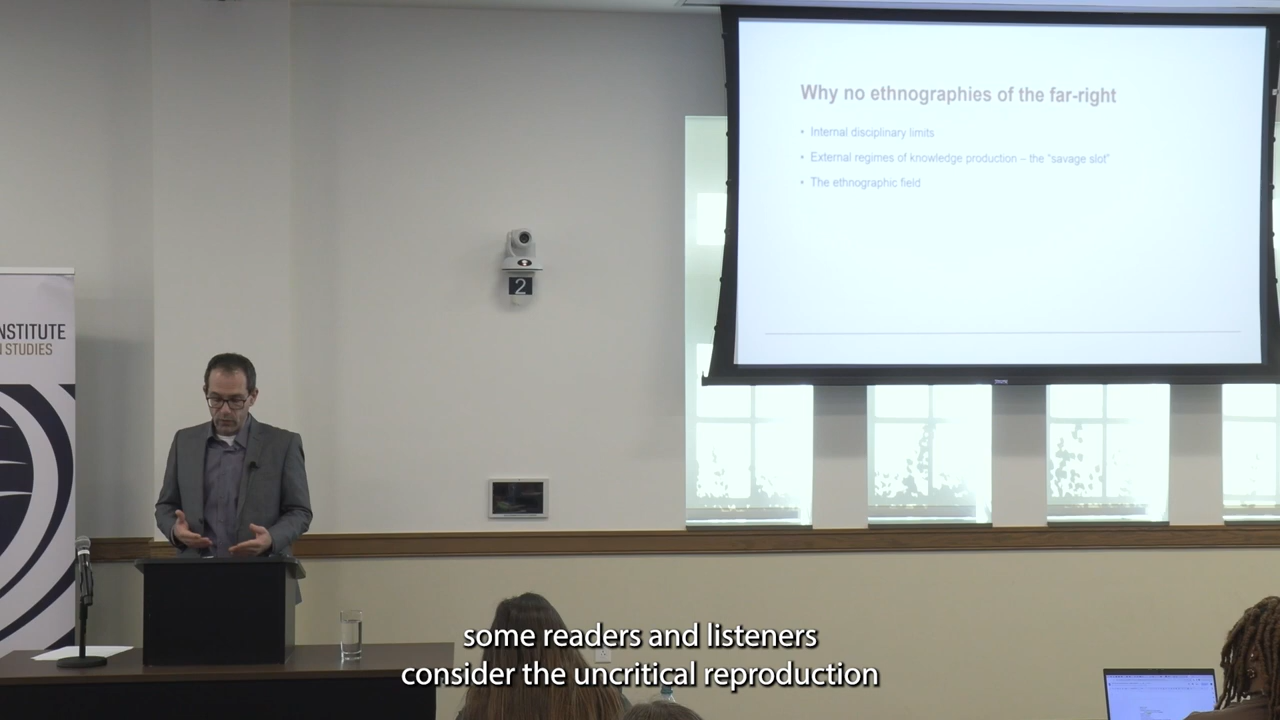 Why no ethnographies of the far-right
• Internal disciplinary limits
• External regimes of knowledge production – the "savage slot"
• The ethnographic field
2
NSTITUTE
STUDIES
some readers and listeners
consider the uncritical reproduction